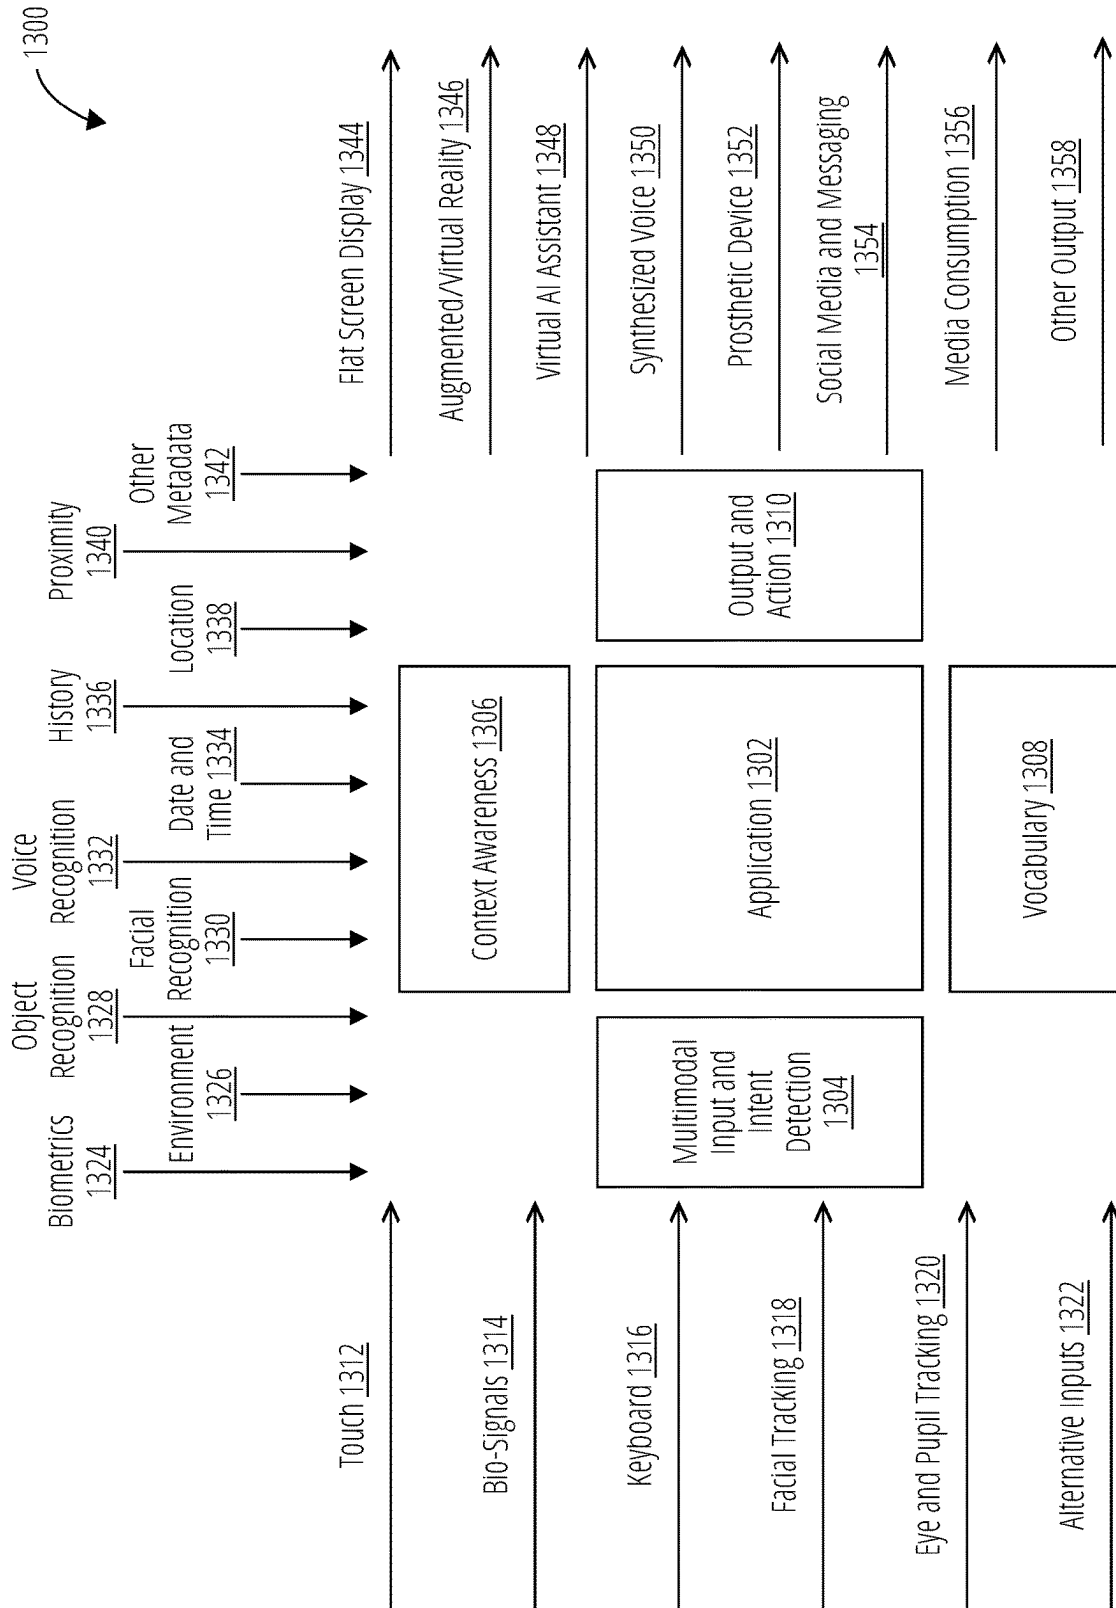 1300
Biometrics
1324
Environment
1326
Object
Recognition
1328
Facial
Recognition
1330
Voice
Recognition
1332
Date and
Time 1334
History
1336
Location
1338
Proximity
1340
Other
Metadata
1342
Touch 1312
Bio-Signals 1314
Keyboard 1316
Facial Tracking 1318
Eye and Pupil Tracking 1320
Alternative Inputs 1322
Multimodal
Input and
Intent
Detection
1304
Context Awareness 1306
Application 1302
Vocabulary 1308
Output and
Action 1310
Flat Screen Display 1344
Augmented/Virtual Reality 1346
Virtual AI Assistant 1348
Synthesized Voice 1350
Prosthetic Device 1352
Social Media and Messaging
1354
Media Consumption 1356
Other Output 1358